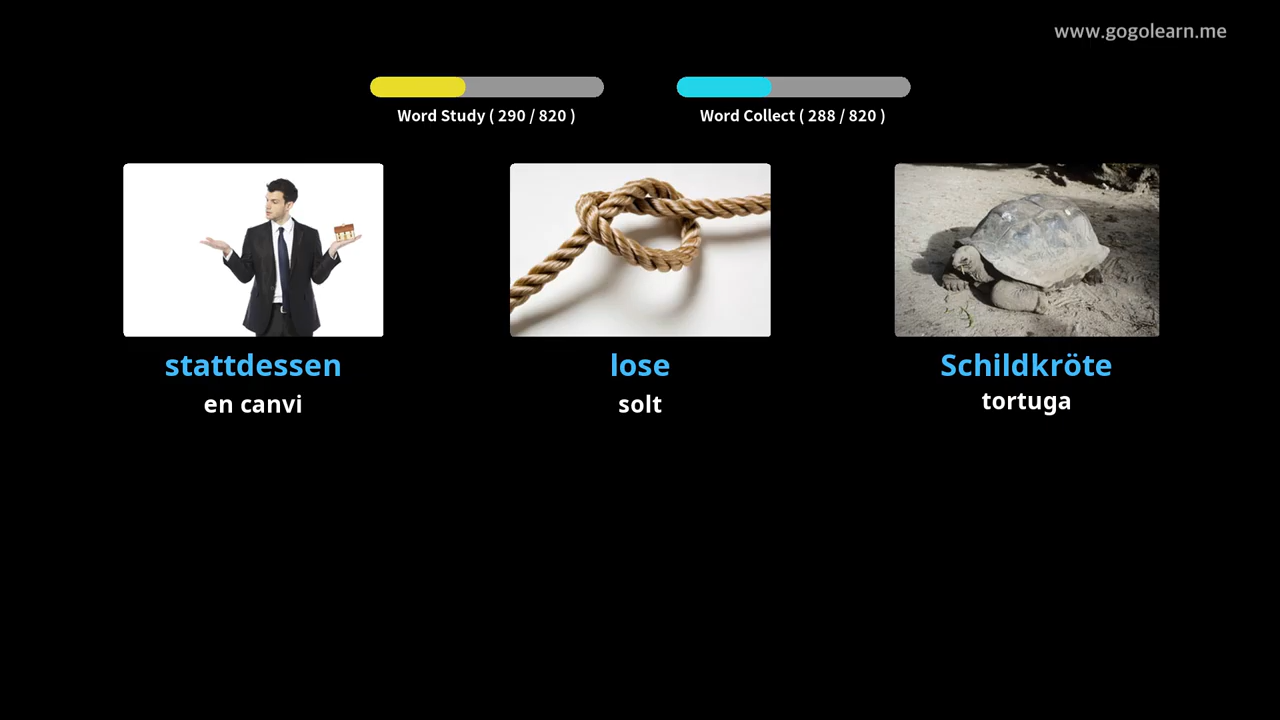 www.gogolearn.me
Word Study ( 290 / 820 )
Word Collect ( 288 / 820 )
stattdessen
en canvi
lose
solt
Schildkröte
tortuga